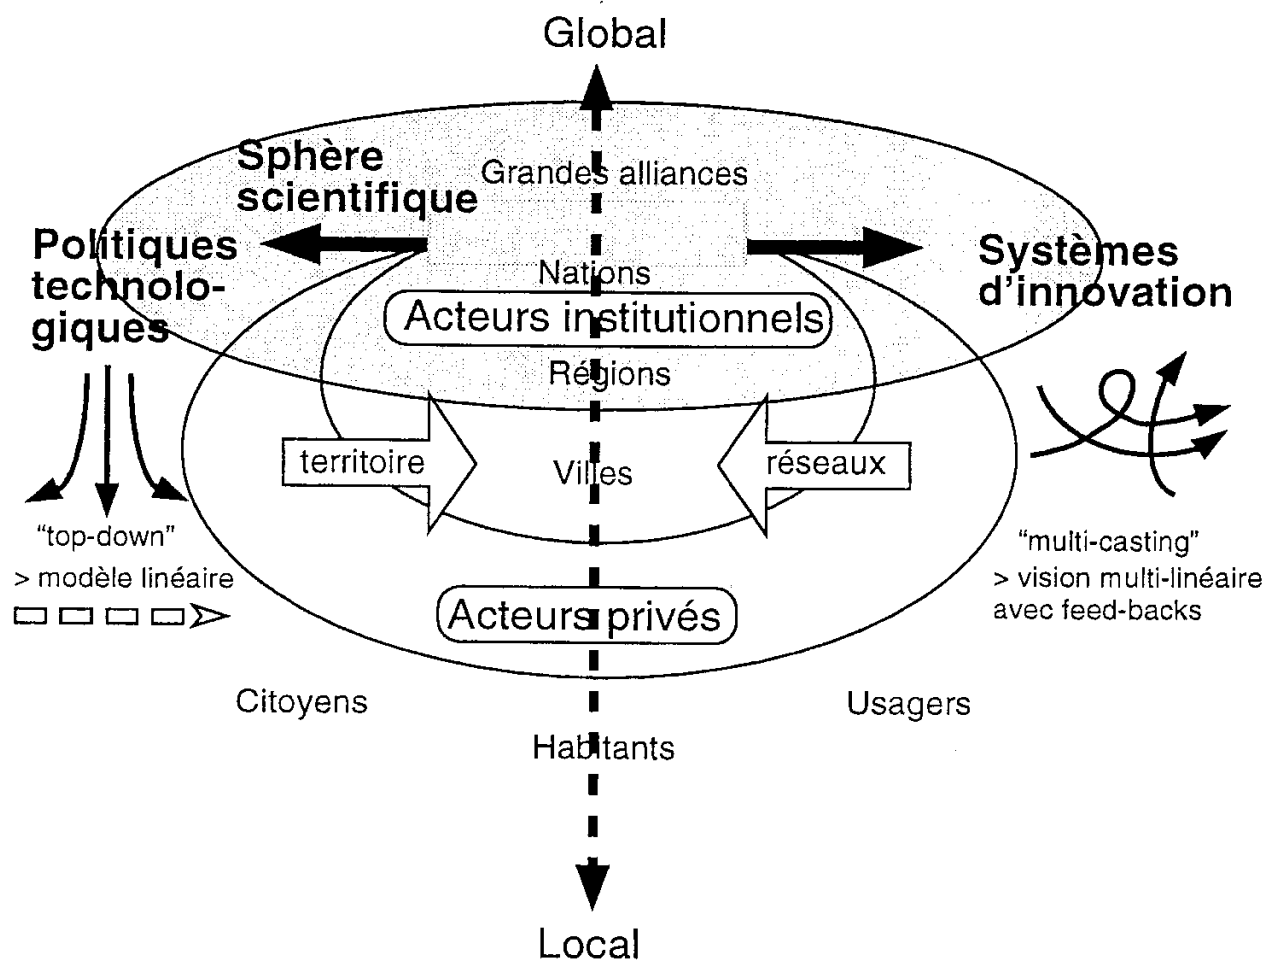 Global
Sphère
scientifique
Grandes alliances
Politiques
technolo-
giques
Systèmes
d'innovation
Nations
Acteurs institutionnels
Régions
territoire
Villes
réseaux
"top-down"
> modèle linéaire
"multi-casting"
> vision multi-linéaire
avec feed-backs
Acteurs privés
Citoyens
Usagers
Habitants
Local